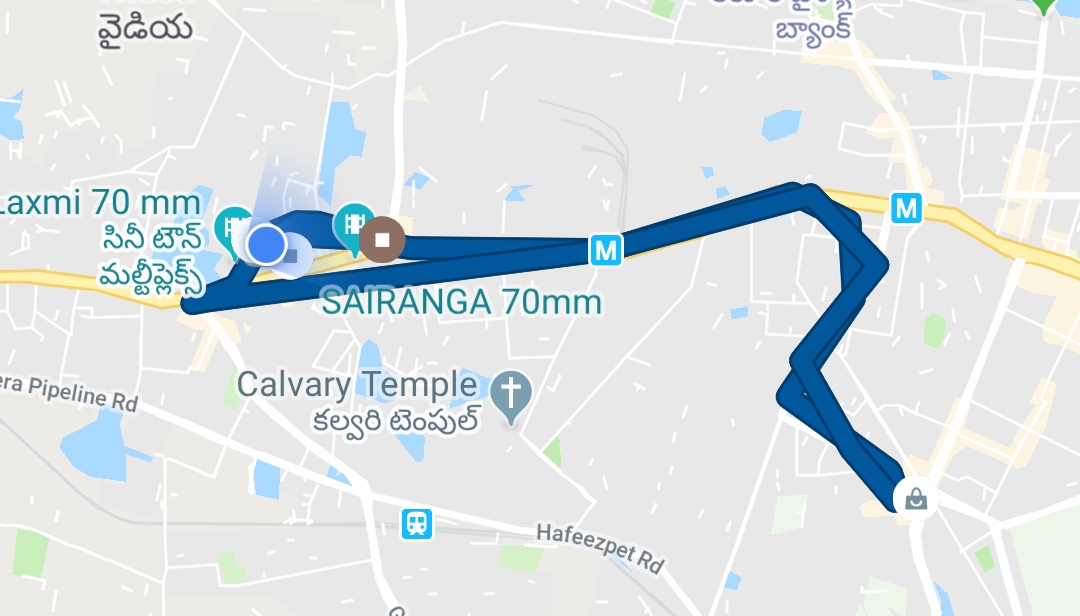 వైడియ
బ్యాంక్
Laxmi 70 mm
సినీ టౌన్
మల్టీప్లెక్స్
M
M
SAIRANGA 70mm
era Pipeline Rd
Calvary Temple
కల్వరి టెంపుల్
Hafeezpet Rd